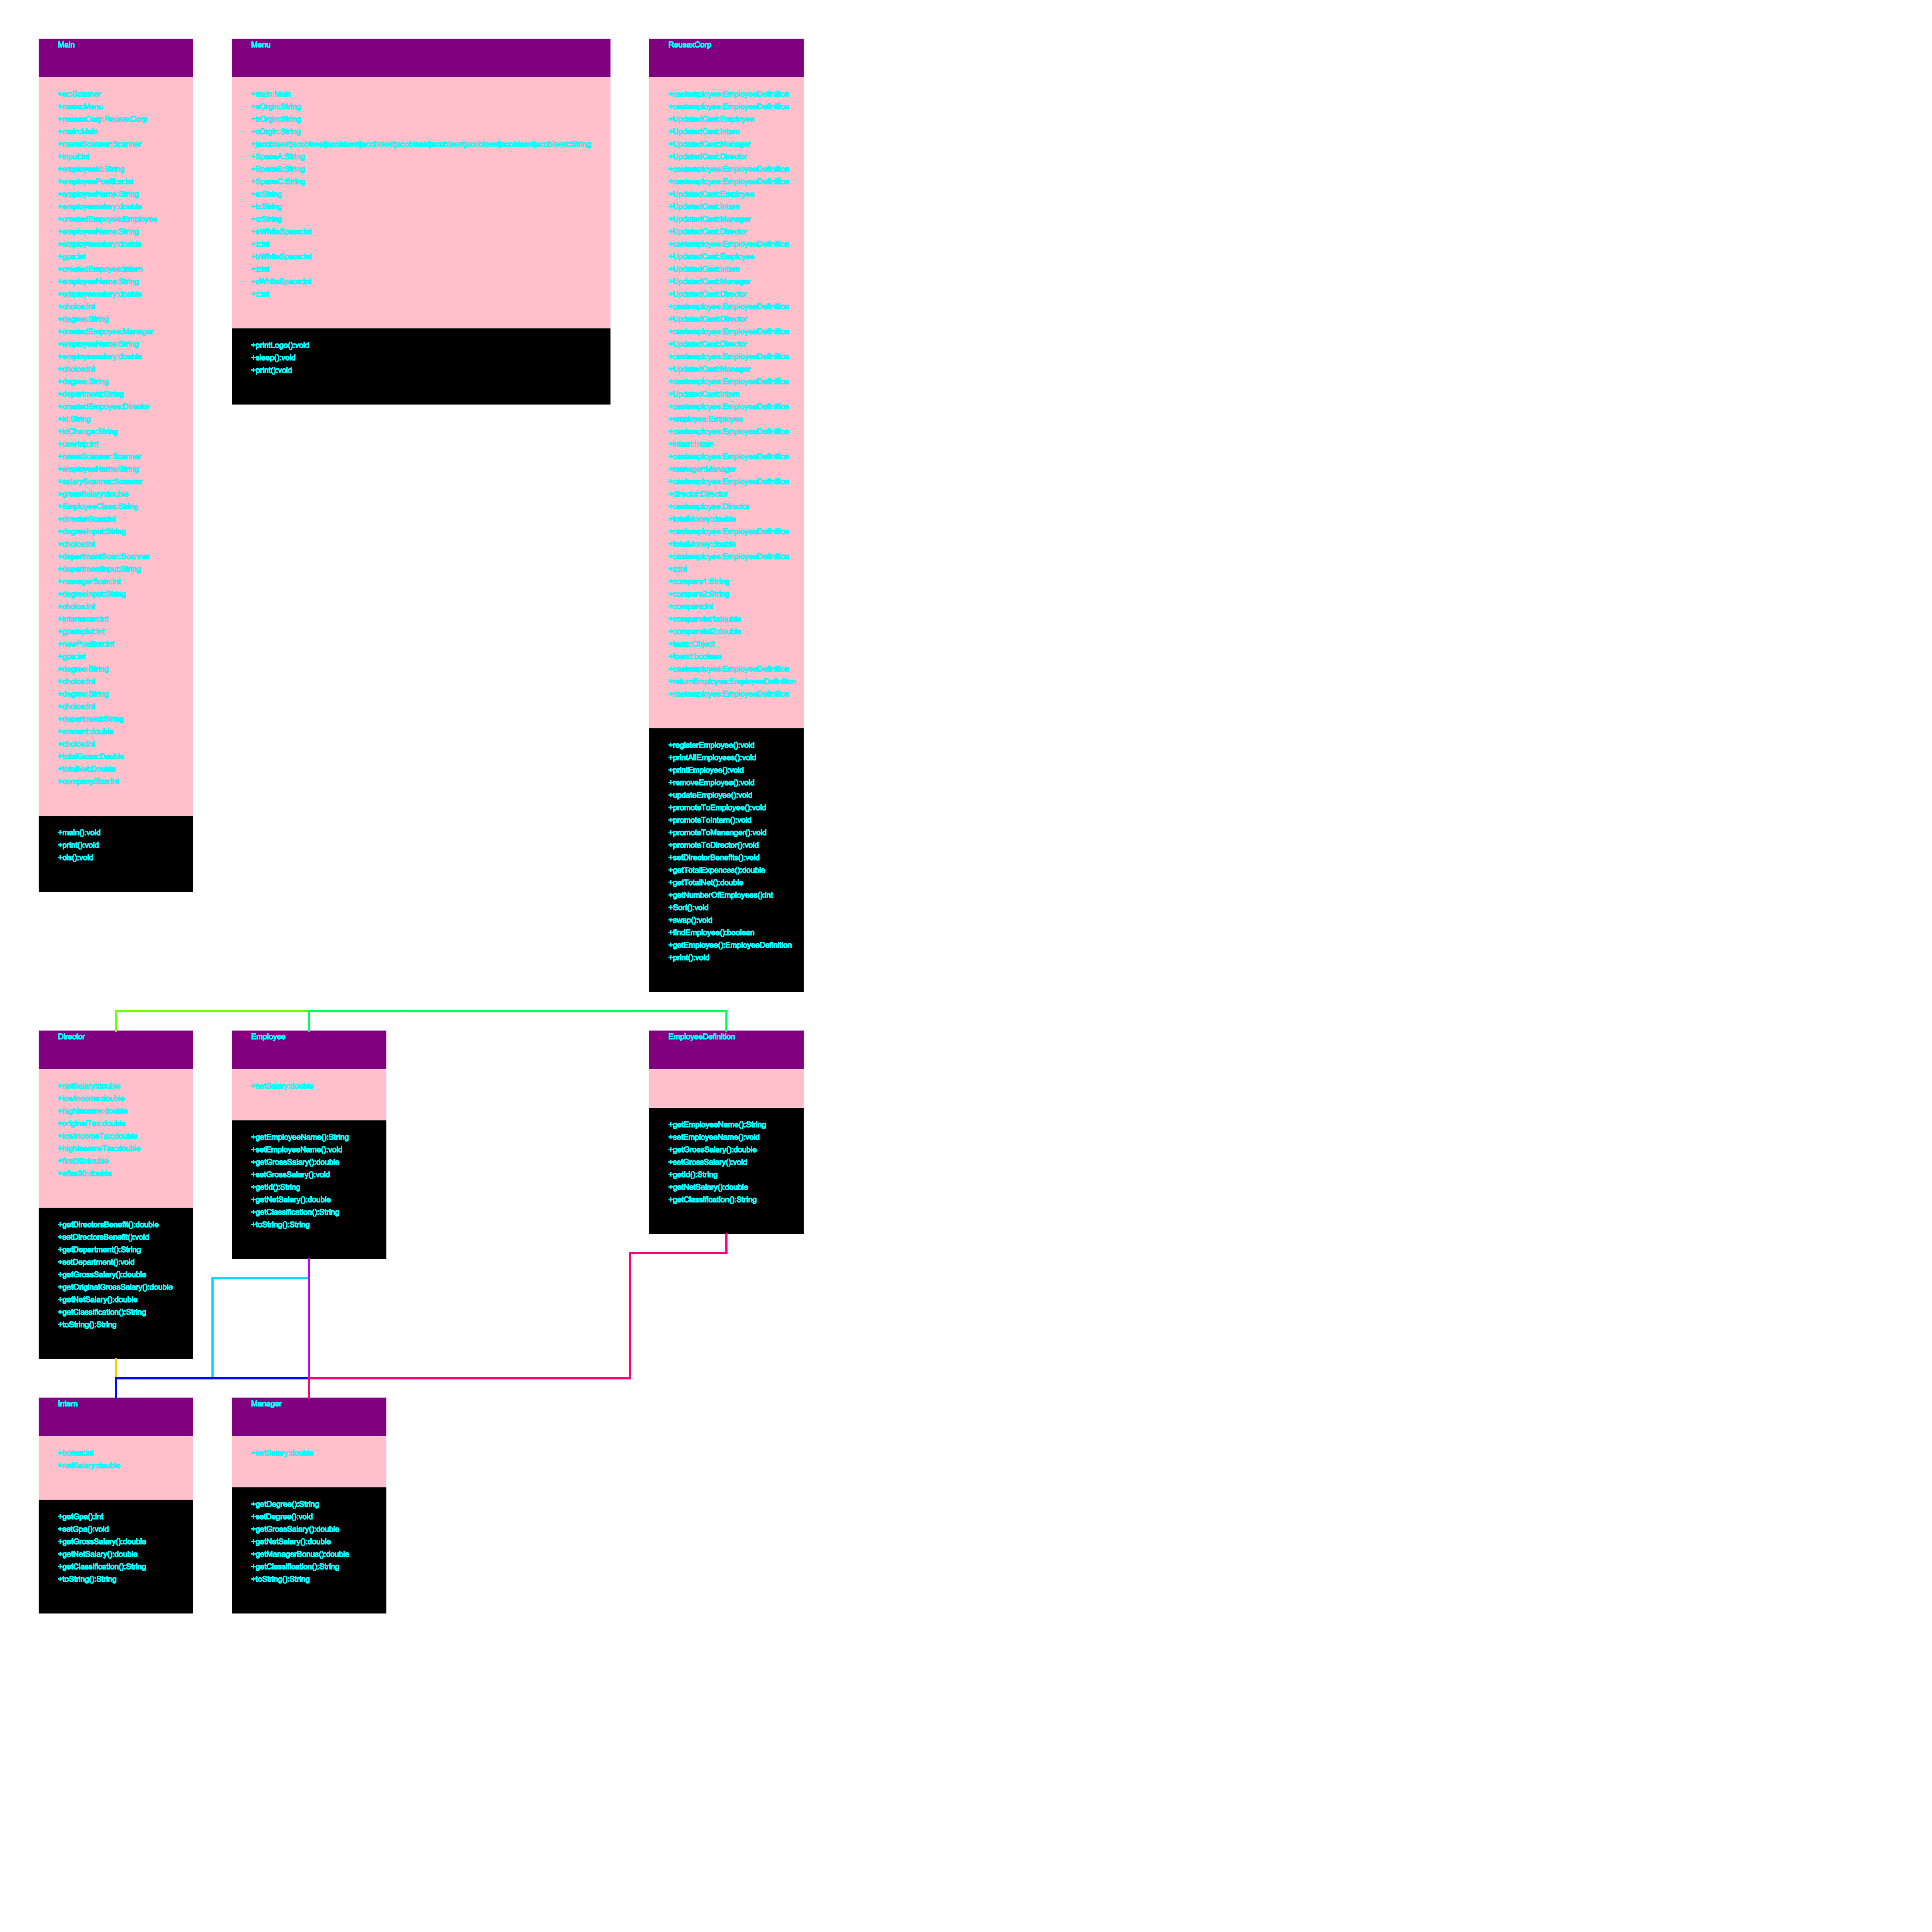 Main
+sc:Scanner
+menu:Menu
+reusaxCorp:ReusaxCorp
+main:Main
+menuScanner:Scanner
+input:int
+employeeId:String
+employeePosition:int
+employeeName:String
+employeesalary:double
+createdEmpoyee:Employee
+employeeName:String
+employeesalary:double
+gpa:int
+createdEmpoyee:Intern
+employeeName:String
+employeesalary:double
+choice:int
+degree:String
+createdEmpoyee:Manager
+employeeName:String
+employeesalary:double
+choice:int
+degree:String
+department:String
+createdEmpoyee:Director
+id:String
+idChange:String
+userInp:int
+nameScanner:Scanner
+employeeName:String
+salaryScanner:Scanner
+grossSalary:double
+EmployeeClass:String
+directorScan:int
+degreeInput:String
+choice:int
+departmentScan:Scanner
+departmentInput:String
+managerScan:int
+degreeInput:String
+choice:int
+internscan:int
+gpaInput:int
+newPosition:int
+gpa:int
+degree:String
+choice:int
+degree:String
+choice:int
+department:String
+amount:double
+choice:int
+totalGross:Double
+totalNet:Double
+companySize:int
+main():void
+print():void
+cls():void
Menu
+main:Main
+aOrgin:String
+bOrgin:String
+cOrgin:String
+SpaceA:String
+SpaceB:String
+SpaceC:String
+a:String
+b:String
+c:String
+aWhiteSpace:int
+z:int
+bWhiteSpace:int
+z:int
+cWhiteSpace:int
+z:int
+printLogo():void
+sleep():void
+print():void
ReusaxCorp
+castemployee:EmployeeDefinition
+castemployee:EmployeeDefinition
+UpdatedCast:Employee
+UpdatedCast:Intern
+UpdatedCast:Manager
+UpdatedCast:Director
+castemployee:EmployeeDefinition
+castemployee:EmployeeDefinition
+UpdatedCast:Employee
+UpdatedCast:Intern
+UpdatedCast:Manager
+UpdatedCast:Director
+castemployee:EmployeeDefinition
+UpdatedCast:Employee
+UpdatedCast:Intern
+UpdatedCast:Manager
+UpdatedCast:Director
+castemployee:EmployeeDefinition
+UpdatedCast:Director
+castemployee:EmployeeDefinition
+UpdatedCast:Director
+castemployee:EmployeeDefinition
+UpdatedCast:Manager
+castemployee:EmployeeDefinition
+UpdatedCast:Intern
+castemployee:EmployeeDefinition
+employee:Employee
+castemployee:EmployeeDefinition
+intern:Intern
+castemployee:EmployeeDefinition
+manager:Manager
+castemployee:EmployeeDefinition
+director:Director
+castemployee:Director
+totalMoney:double
+castemployee:EmployeeDefinition
+totalMoney:double
+castemployee:EmployeeDefinition
+z:int
+compare1:String
+compare2:String
+compare:int
+compareInt1:double
+compareInt2:double
+temp:Object
+found:boolean
+castemployee:EmployeeDefinition
+returnEmployee:EmployeeDefinition
+castemployee:EmployeeDefinition
+registerEmployee():void
+printAllEmployees():void
+printEmployee():void
+removeEmployee():void
+updateEmployee():void
+promoteToEmployee():void
+promoteToIntern():void
+promoteToMananger():void
+promoteToDirector():void
+setDirectorBenefits():void
+getTotalExpences():double
+getTotalNet():double
+getNumberOfEmployees():int
+Sort():void
+swap():void
+findEmployee():boolean
+getEmployee():EmployeeDefinition
+print():void
Director
+netSalary:double
+lowIncome:double
+highIncome:double
+originalTax:double
+lowIncomeTax:double
+highIncomeTax:double
+first30:double
+after30:double
+getDirectorsBenefit():double
+setDirectorsBenefit():void
+getDepartment():String
+setDepartment():void
+getGrossSalary():double
+getOriginalGrossSalary():double
+getNetSalary():double
+getClassification():String
+toString():String
Employee
+netSalary:double
+getEmployeeName():String
+setEmployeeName():void
+getGrossSalary():double
+setGrossSalary():void
+getId():String
+getNetSalary():double
+getClassification():String
+toString():String
EmployeeDefinition
+getEmployeeName():String
+setEmployeeName():void
+getGrossSalary():double
+setGrossSalary():void
+getId():String
+getNetSalary():double
+getClassification():String
Intern
+bonus:int
+netSalary:double
+getGpa():int
+setGpa():void
+getGrossSalary():double
+getNetSalary():double
+getClassification():String
+toString():String
Manager
+netSalary:double
+getDegree():String
+setDegree():void
+getGrossSalary():double
+getNetSalary():double
+getManagerBonus():double
+getClassification():String
+toString():String